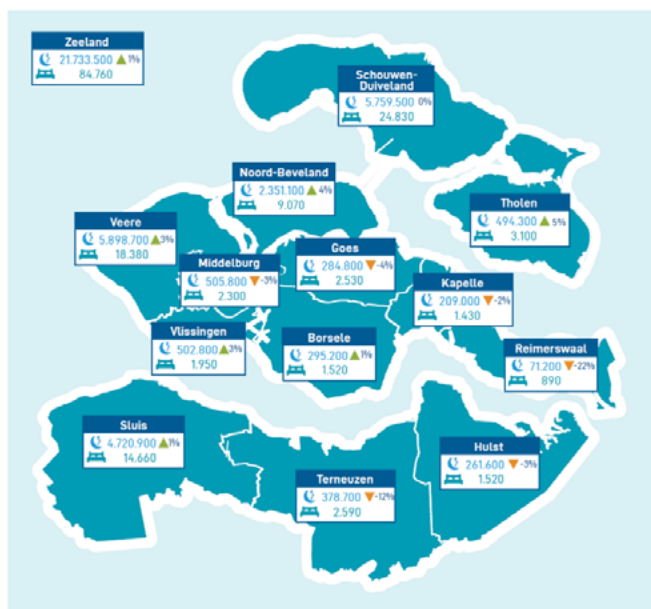 Zeeland
21.733.500 1%
84.760
Schouwen-
Duiveland
5.759.500 0%
24.830
Noord-Beveland
2.351.100 4%
9.070
Tholen
494.300 5%
3.100
Veere
5.898.700 3%
18.380
Goes
284.800 -4%
2.530
Middelburg
505.800 -3%
2.300
Kapelle
209.000 -2%
1.430
Vlissingen
502.800 3%
1.950
Borsele
295.200 1%
1.520
Reimerswaal
71.200 -22%
890
Sluis
4.720.900 1%
14.660
Hulst
261.600 -3%
1.520
Terneuzen
378.700 -12%
2.590